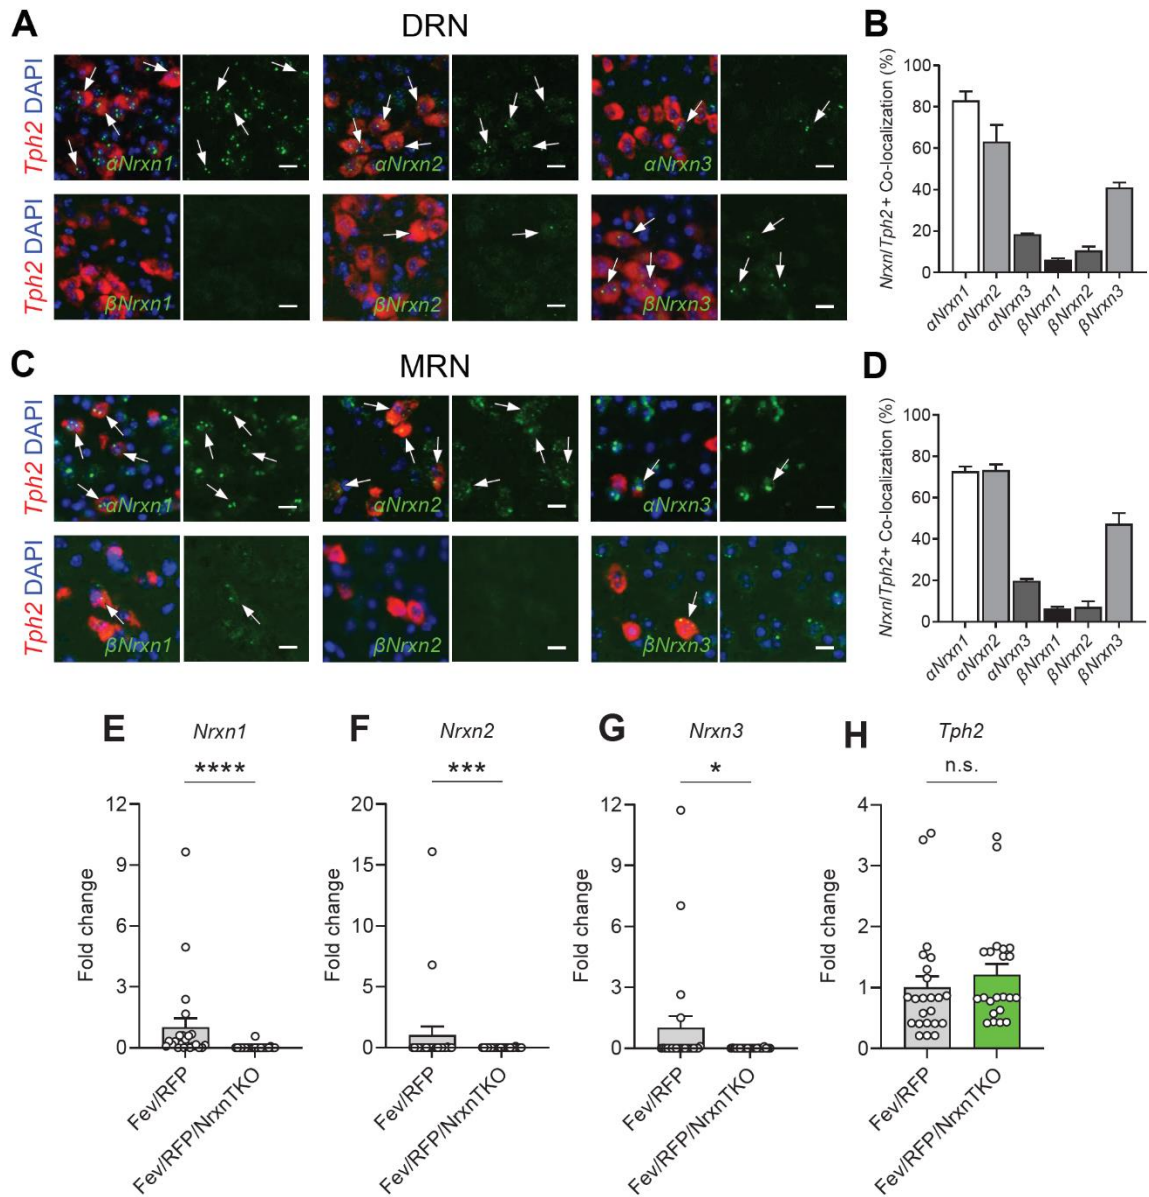 A
DRN
Tph2 DAPI
αNrxn1
αNrxn2
αNrxn3
Tph2 DAPI
βNrxn1
βNrxn2
βNrxn3
B
Nrxn/Tph2+ Co-localization (%)
100
80
60
40
20
0
αNrxn1
αNrxn2
αNrxn3
βNrxn1
βNrxn2
βNrxn3
C
MRN
Tph2 DAPI
αNrxn1
αNrxn2
αNrxn3
Tph2 DAPI
βNrxn1
βNrxn2
βNrxn3
D
Nrxn/Tph2+ Co-localization (%)
100
80
60
40
20
0
αNrxn1
αNrxn2
αNrxn3
βNrxn1
βNrxn2
βNrxn3
E
Nrxn1
****
Fold change
12
9
6
3
0
Fev/RFP
Fev/RFP/NrxnTKO
F
Nrxn2
***
Fold change
20
15
10
5
0
Fev/RFP
Fev/RFP/NrxnTKO
G
Nrxn3
*
Fold change
12
9
6
3
0
Fev/RFP
Fev/RFP/NrxnTKO
H
Tph2
n.s.
Fold change
4
3
2
1
0
Fev/RFP
Fev/RFP/NrxnTKO